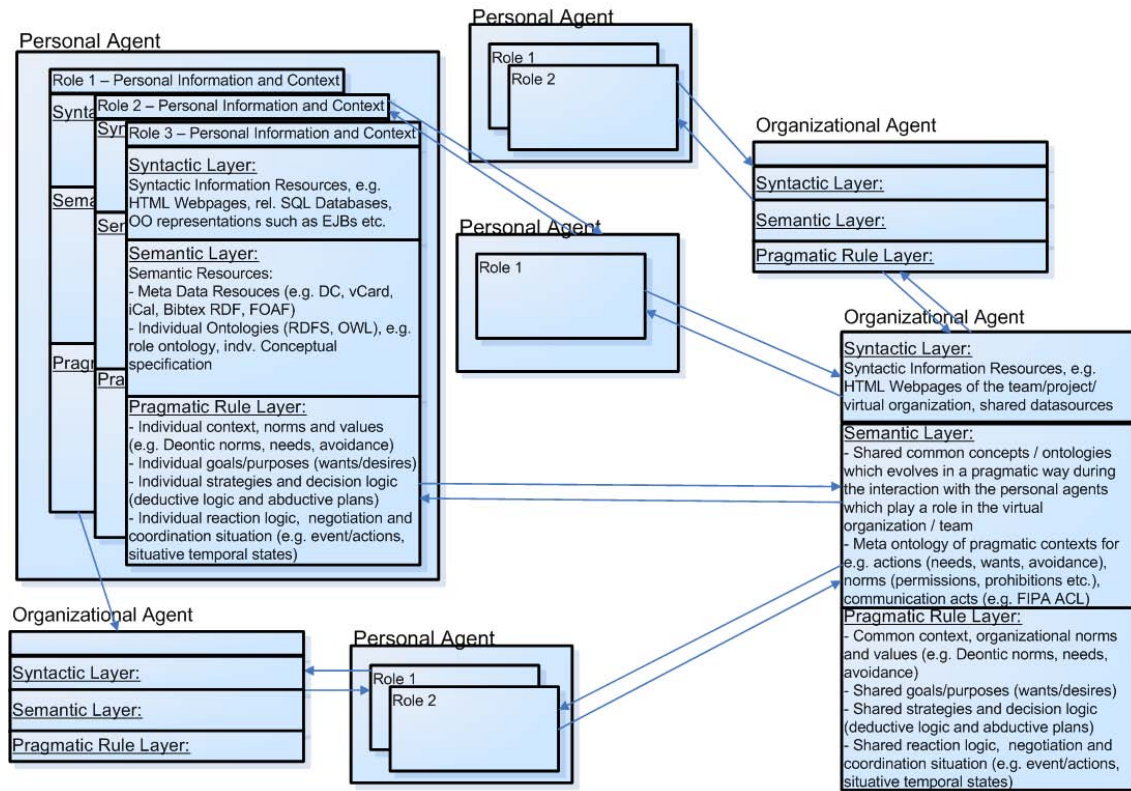 Personal Agent
Role 1 – Personal Information and Context
Synta
Sema
Pragr
Role 2 – Personal Information and Context
Syn
Ser
Pra
Role 3 – Personal Information and Context
Syntactic Layer:
Syntactic Information Resources, e.g.
HTML Webpages, rel. SQL Databases,
OO representations such as EJBs etc.
Semantic Layer:
Semantic Resources:
- Meta Data Resouces (e.g. DC, vCard,
iCal, Bibtex RDF, FOAF)
- Individual Ontologies (RDFS, OWL), e.g.
role ontology, indv. Conceptual
specification
Pragmatic Rule Layer:
- Individual context, norms and values
(e.g. Deontic norms, needs, avoidance)
- Individual goals/purposes (wants/desires)
- Individual strategies and decision logic
(deductive logic and abductive plans)
- Individual reaction logic, negotiation and
coordination situation (e.g. event/actions,
situative temporal states)
Personal Agent
Role 1
Role 2
Personal Agent
Role 1
Organizational Agent
Syntactic Layer:
Semantic Layer:
Pragmatic Rule Layer:
Organizational Agent
Syntactic Layer:
Syntactic Information Resources, e.g.
HTML Webpages of the team/project/
virtual organization, shared datasources
Semantic Layer:
- Shared common concepts / ontologies
which evolves in a pragmatic way during
the interaction with the personal agents
which play a role in the virtual
organization / team
- Meta ontology of pragmatic contexts for
e.g. actions (needs, wants, avoidance),
norms (permissions, prohibitions etc.),
communication acts (e.g. FIPA ACL)
Pragmatic Rule Layer:
- Common context, organizational norms
and values (e.g. Deontic norms, needs,
avoidance)
- Shared goals/purposes (wants/desires)
- Shared strategies and decision logic
(deductive logic and abductive plans)
- Shared reaction logic, negotiation and
coordination situation (e.g. event/actions,
situative temporal states)
Organizational Agent
Syntactic Layer:
Semantic Layer:
Pragmatic Rule Layer:
Personal Agent
Role 1
Role 2